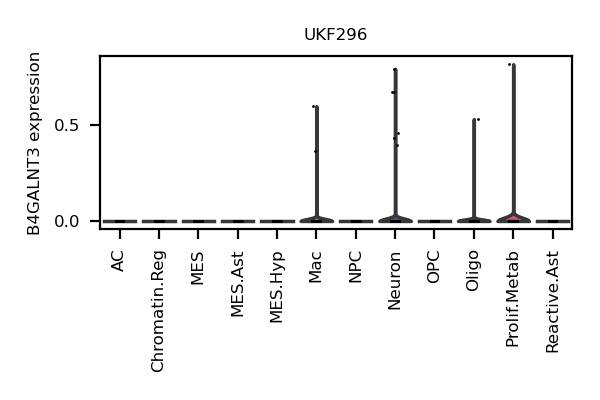 UKF296
B4GALNT3 expression
0.5
0.0
AC
Chromatin.Reg
MES
MES.Ast
MES.Hyp
Mac
NPC
Neuron
OPC
Oligo
Prolif.Metab
Reactive.Ast